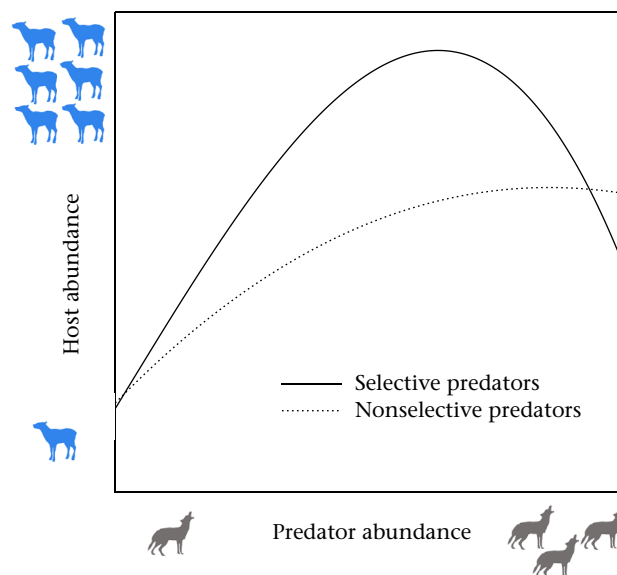 Host abundance
Selective predators
Nonselective predators
Predator abundance